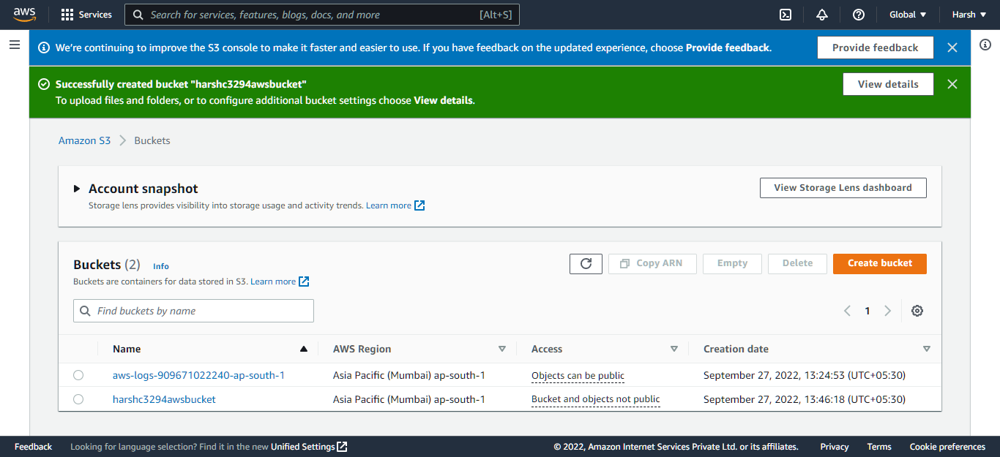 aws
Services
Search for services, features, blogs, docs, and more
[Alt+S]
Global
Harsh
We're continuing to improve the S3 console to make it faster and easier to use. If you have feedback on the updated experience, choose Provide feedback.
Provide feedback
Successfully created bucket "harshc3294awsbucket"
To upload files and folders, or to configure additional bucket settings choose View details.
View details
Amazon S3 Buckets
Account snapshot
Storage lens provides visibility into storage usage and activity trends. Learn more
View Storage Lens dashboard
Buckets (2) Info
Buckets are containers for data stored in S3. Learn more
Copy ARN
Empty
Delete
Create bucket
Find buckets by name
1
Name AWS Region Access Creation date
aws-logs-909671022240-ap-south-1 Asia Pacific (Mumbai) ap-south-1 Objects can be public September 27, 2022, 13:24:53 (UTC+05:30)
harshc3294awsbucket Asia Pacific (Mumbai) ap-south-1 Bucket and objects not public September 27, 2022, 13:46:18 (UTC+05:30)
Feedback Looking for language selection? Find it in the new Unified Settings © 2022, Amazon Internet Services Private Ltd. or its affiliates. Privacy Terms Cookie preferences